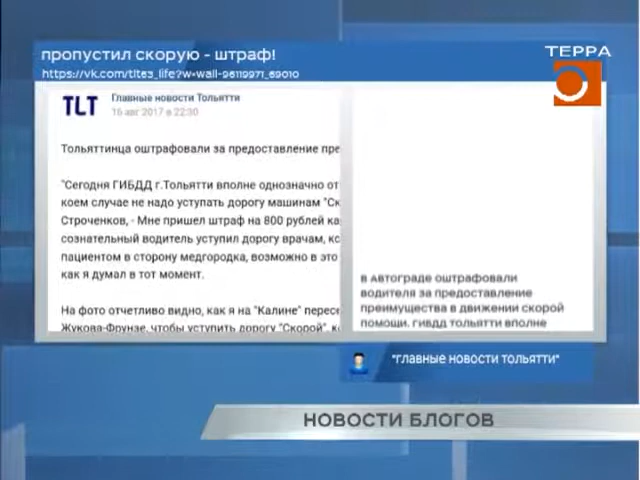 пропустил скорую - штраф!
https://vk.com/tlt63_life?w=wall-96119971_69010
ТЕРРА
TLT
Главные новости Тольятти
16 авг 2017 в 22:30
Тольяттинца оштрафовали за предоставление пре
"Сегодня ГИБДД г.Тольятти вполне однозначно от
коем случае не надо уступать дорогу машинам "Ск
Строченков, - Мне пришел штраф на 800 рублей ка
сознательный водитель уступил дорогу врачам, ко
пациентом в сторону медгородка, возможно в это
как я думал в тот момент.
На фото отчетливо видно, как я на "Калине" пересе
Жукова-Фрунзе, чтобы уступить дорогу "Скорой", к
в Автограде оштрафовали
водителя за предоставление
преимущества в движении скорой
помощи. гивдд тольятти вполне
"главные новости тольятти"
НОВОСТИ БЛОГОВ